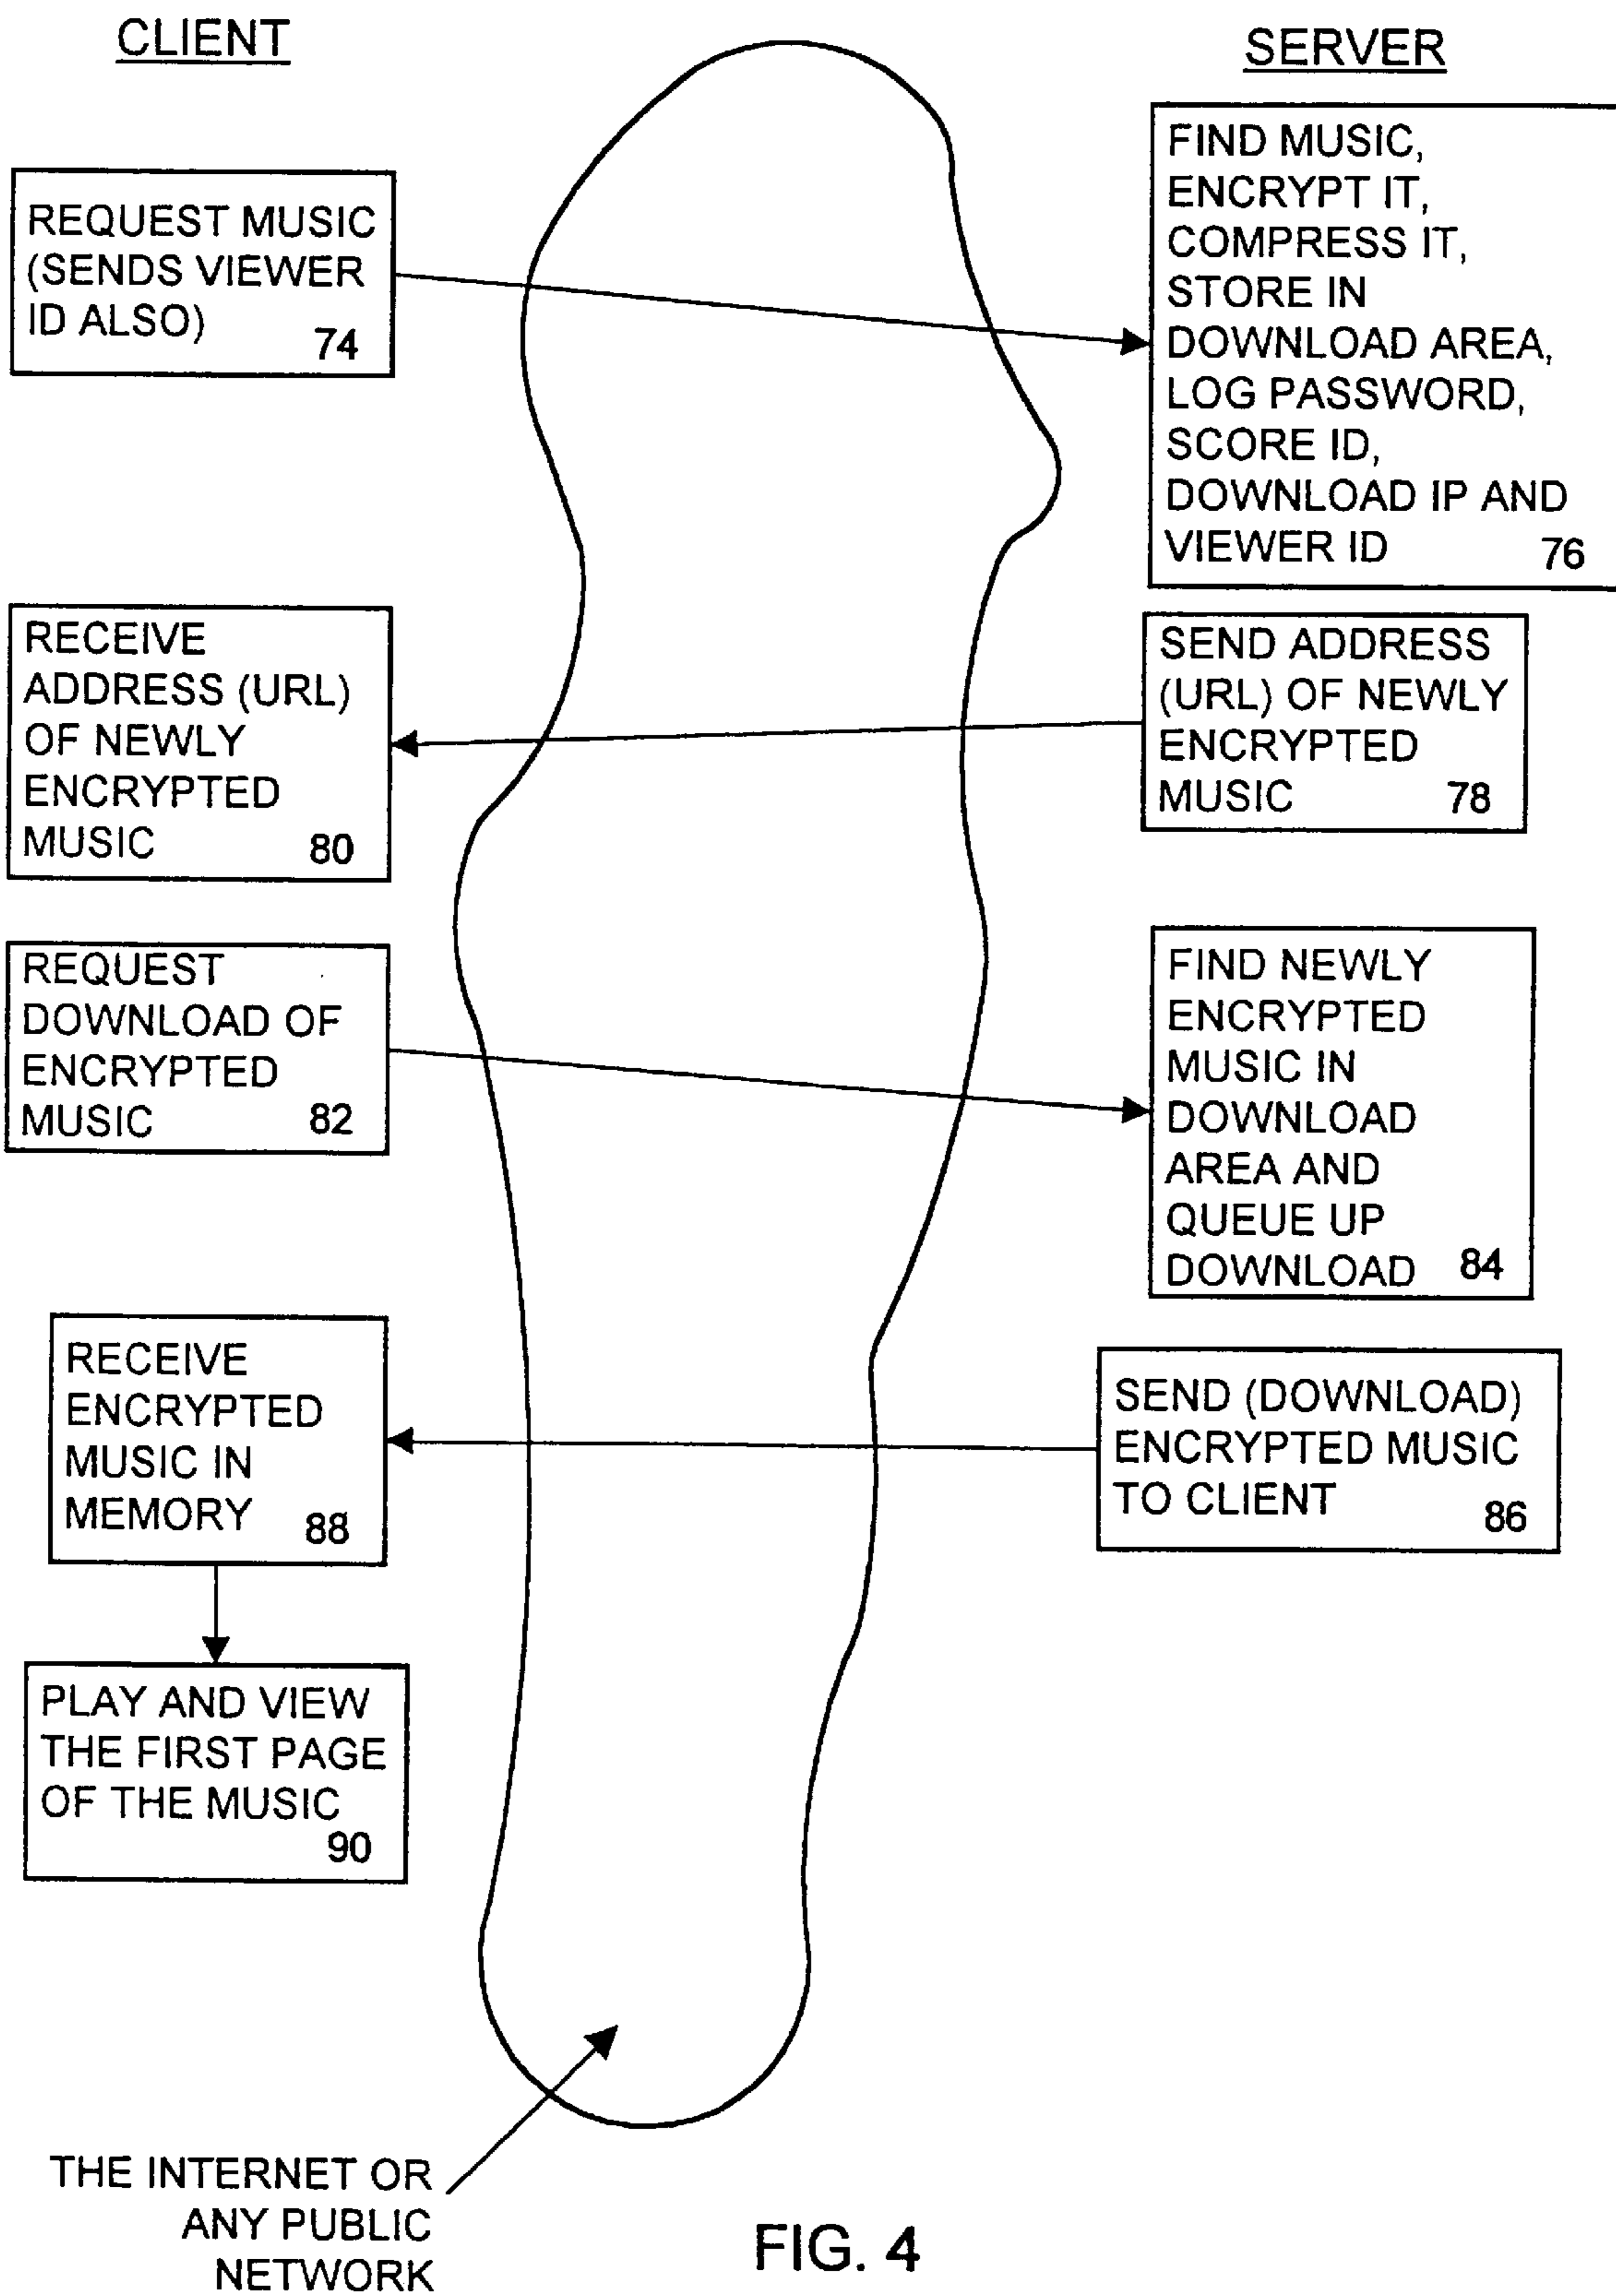 CLIENT
SERVER
REQUEST MUSIC
(SENDS VIEWER
ID ALSO)
74
FIND MUSIC,
ENCRYPT IT,
COMPRESS IT,
STORE IN
DOWNLOAD AREA,
LOG PASSWORD,
SCORE ID,
DOWNLOAD IP AND
VIEWER ID
76
SEND ADDRESS
(URL) OF NEWLY
ENCRYPTED
MUSIC
78
RECEIVE
ADDRESS (URL)
OF NEWLY
ENCRYPTED
MUSIC
80
REQUEST
DOWNLOAD OF
ENCRYPTED
MUSIC
82
FIND NEWLY
ENCRYPTED
MUSIC IN
DOWNLOAD
AREA AND
QUEUE UP
DOWNLOAD
84
SEND (DOWNLOAD)
ENCRYPTED MUSIC
TO CLIENT
86
RECEIVE
ENCRYPTED
MUSIC IN
MEMORY
88
PLAY AND VIEW
THE FIRST PAGE
OF THE MUSIC
90
THE INTERNET OR
ANY PUBLIC
NETWORK
FIG. 4